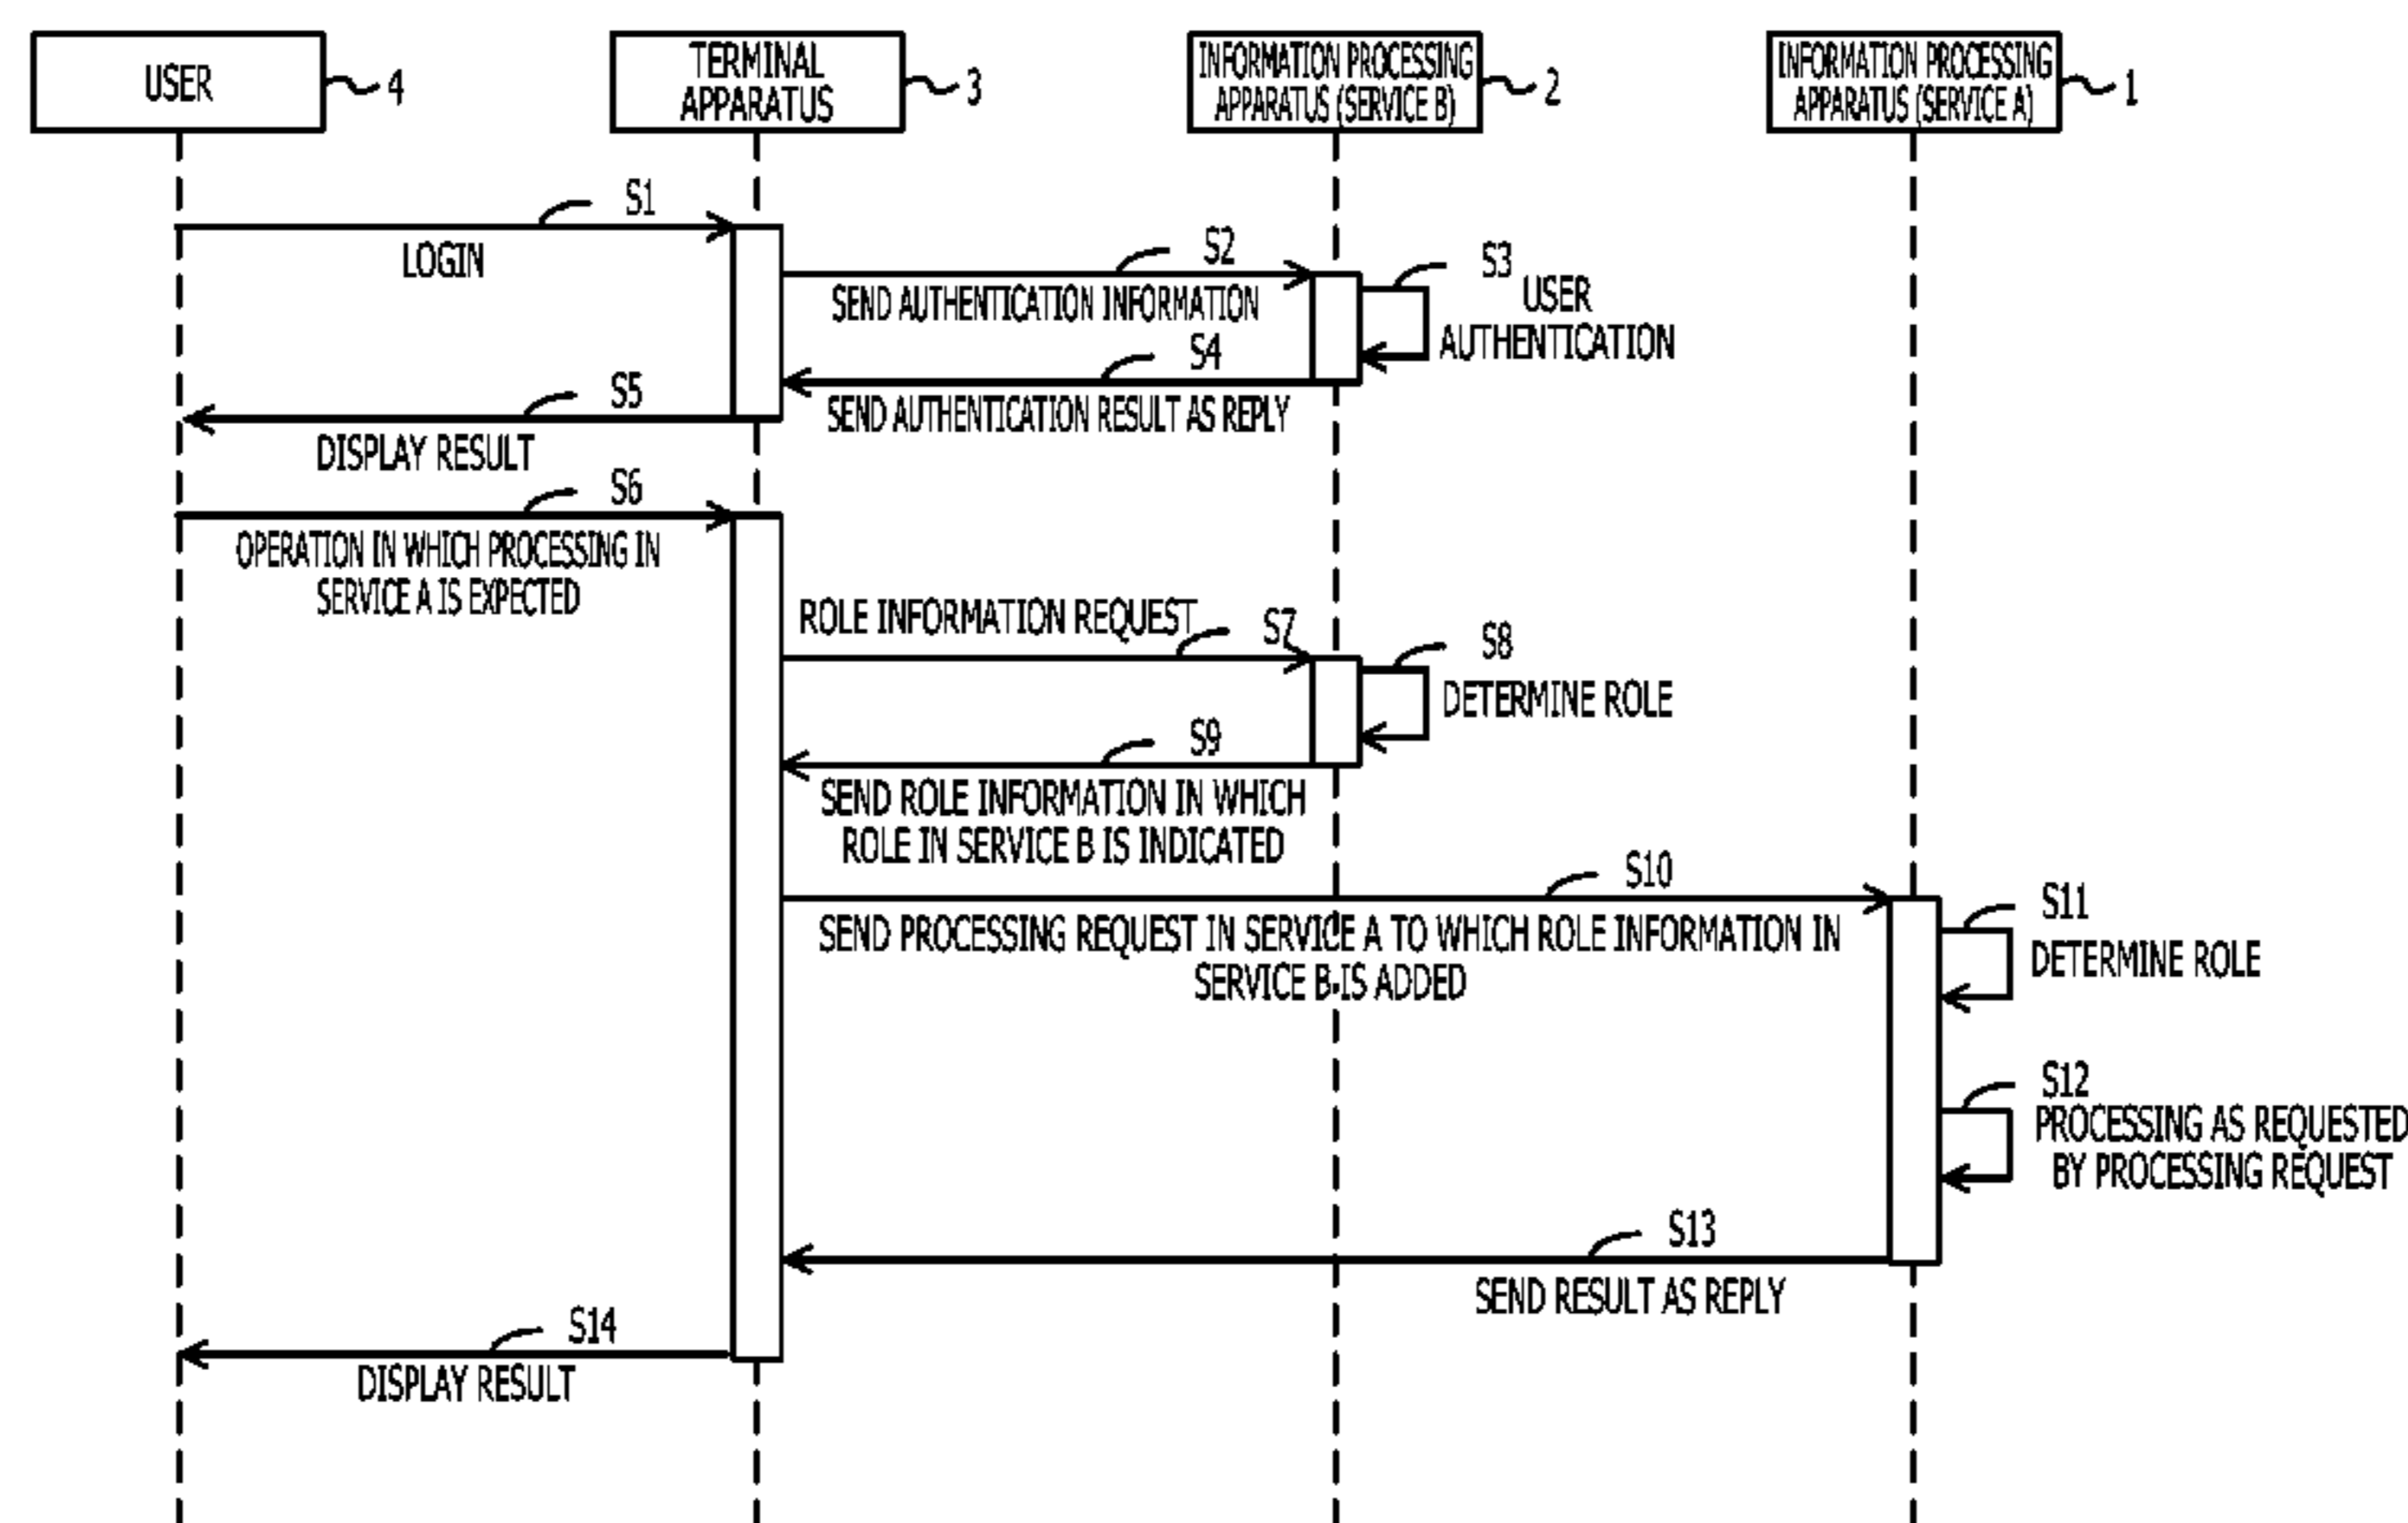 USER
4
TERMINAL
APPARATUS
3
INFORMATION PROCESSING
APPARATUS (SERVICE B)
2
INFORMATION PROCESSING
APPARATUS (SERVICE A)
1
S1
LOGIN
S2
SEND AUTHENTICATION INFORMATION
S3
USER
AUTHENTICATION
S4
SEND AUTHENTICATION RESULT AS REPLY
S5
DISPLAY RESULT
S6
OPERATION IN WHICH PROCESSING IN
SERVICE A IS EXPECTED
ROLE INFORMATION REQUEST
S7
S8
DETERMINE ROLE
S9
SEND ROLE INFORMATION IN WHICH
ROLE IN SERVICE B IS INDICATED
S10
SEND PROCESSING REQUEST IN SERVICE A TO WHICH ROLE INFORMATION IN
SERVICE B IS ADDED
S11
DETERMINE ROLE
S12
PROCESSING AS REQUESTED
BY PROCESSING REQUEST
S13
SEND RESULT AS REPLY
S14
DISPLAY RESULT